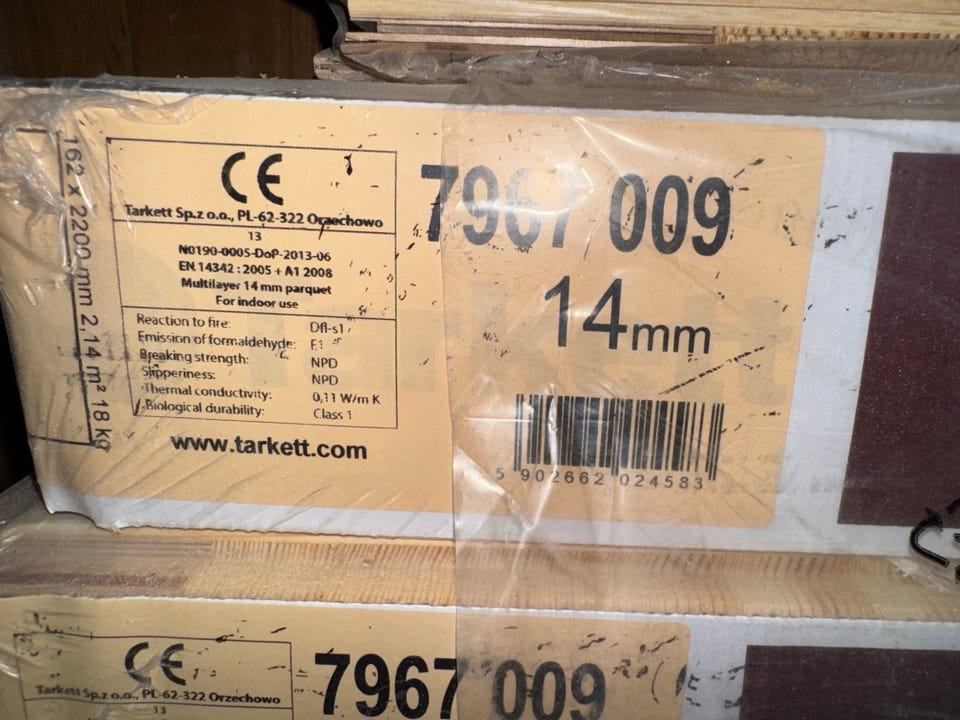 162 x 2200 mm 2,14 m² 18 kg
CE
Tarkett Sp.z o.o., PL-62-322 Orzechowo
13
N0190-0005-DoP-2013-06
EN 14342 : 2005 + A1 2008
Multilayer 14 mm parquet
For indoor use
Reaction to fire: Dfl-s1
Emission of formaldehyde: E1
Breaking strength: NPD
Slipperiness: NPD
Thermal conductivity: 0,11 W/m K
Biological durability: Class 1
www.tarkett.com
7967 009
14mm
5 902662 024583
CE
Tarkett Sp.z o.o., PL-62-322 Orzechowo
13
7967 009